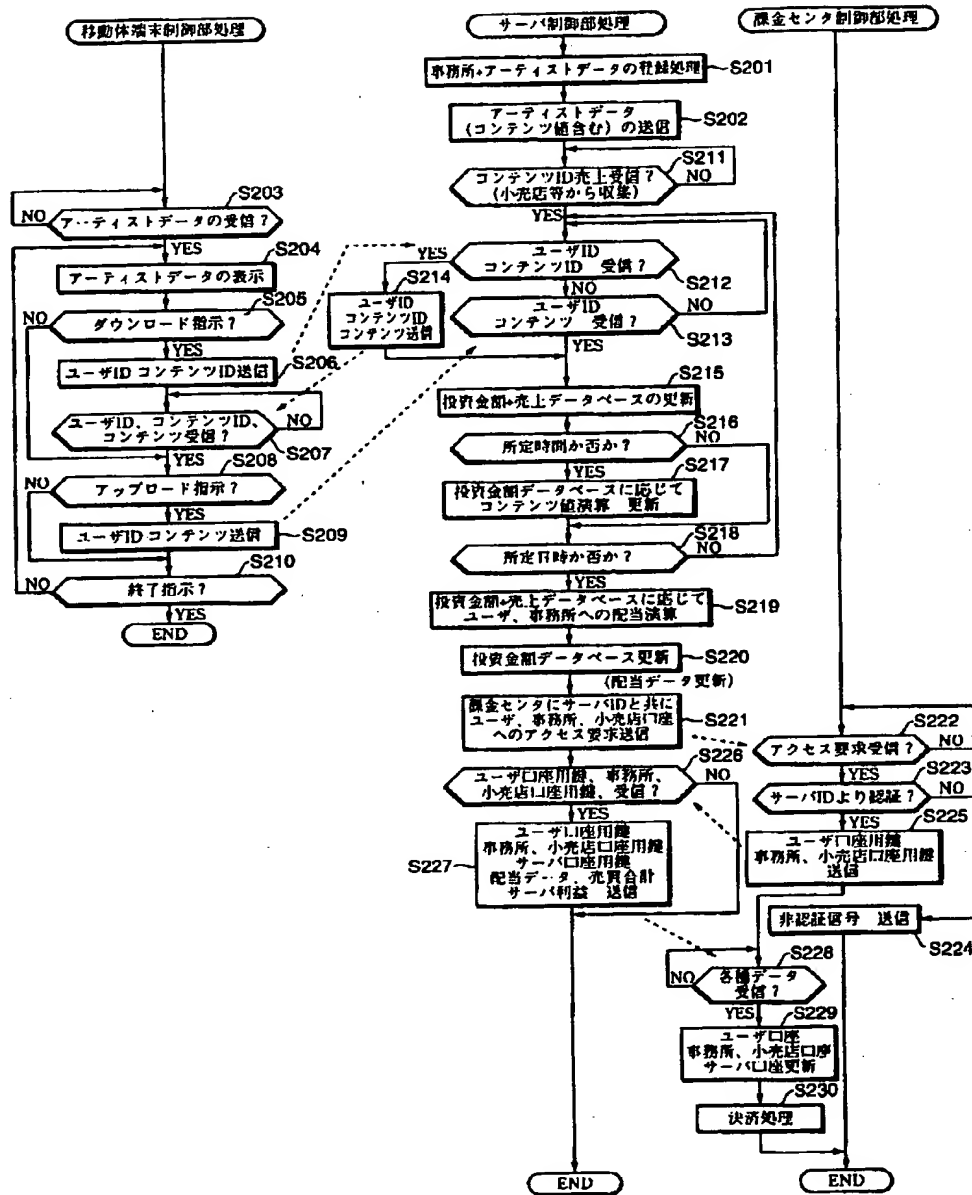 移動体端末制御部処理
S203
NO
アーティストデータの受信?
YES
S204
アーティストデータの表示
S205
NO
ダウンロード指示?
YES
S206
ユーザID コンテンツID送信
ユーザID、コンテンツID、
コンテンツ受信?
NO
S207
YES
S208
アップロード指示?
YES
ユーザID コンテンツ送信
S209
NO
S210
終了指示?
YES
END
サーバ制御部処理
事務所+アーティストデータの登録処理
S201
アーティストデータ
(コンテンツ値含む)の送信
S202
S211
コンテンツID売上受信?
(小売店等から収集)
NO
YES
YES
ユーザID
コンテンツID 受信?
S212
S214
ユーザID
コンテンツID
コンテンツ送信
NO
ユーザID
コンテンツ 受信?
NO
S213
YES
S215
投資金額+売上データベースの更新
S216
所定時間か否か?
NO
YES
S217
投資金額データベースに応じて
コンテンツ値演算 更新
S218
所定日時か否か?
NO
YES
投資金額+売上データベースに応じて
ユーザ、事務所への配当演算
S219
投資金額データベース更新
S220
(配当データ更新)
課金センタにサーバIDと共に
ユーザ、事務所、小売店口座
へのアクセス要求送信
S221
S226
ユーザ口座用鍵、事務所、
小売店口座用鍵、受信?
NO
YES
S227
ユーザ口座用鍵
事務所、小売店口座用鍵
サーバ口座用鍵
配当データ、売買合計
サーバ利益 送信
END
課金センタ制御部処理
S222
アクセス要求受信?
NO
YES
S223
サーバIDより認証?
NO
YES
S225
ユーザ口座用鍵
事務所、小売店口座用鍵
送信
非認証信号 送信
S224
S228
NO
各種データ
受信?
YES
S229
ユーザ口座
事務所、小売店口座
サーバ口座更新
S230
決済処理
END